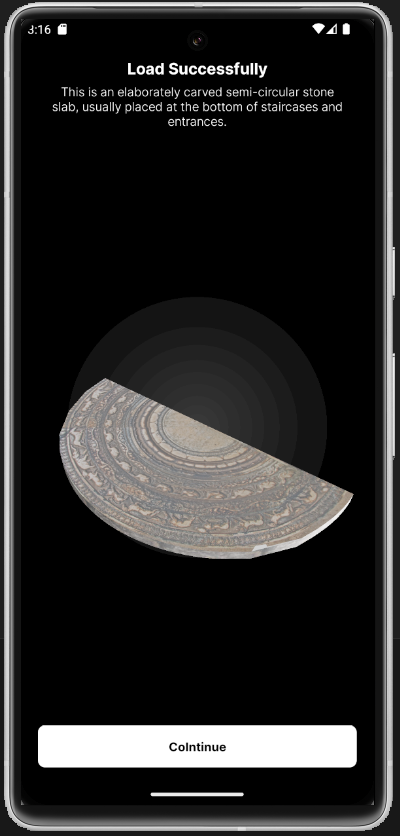 3:16
Load Successfully
This is an elaborately carved semi-circular stone
slab, usually placed at the bottom of staircases and
entrances.
Colntinue